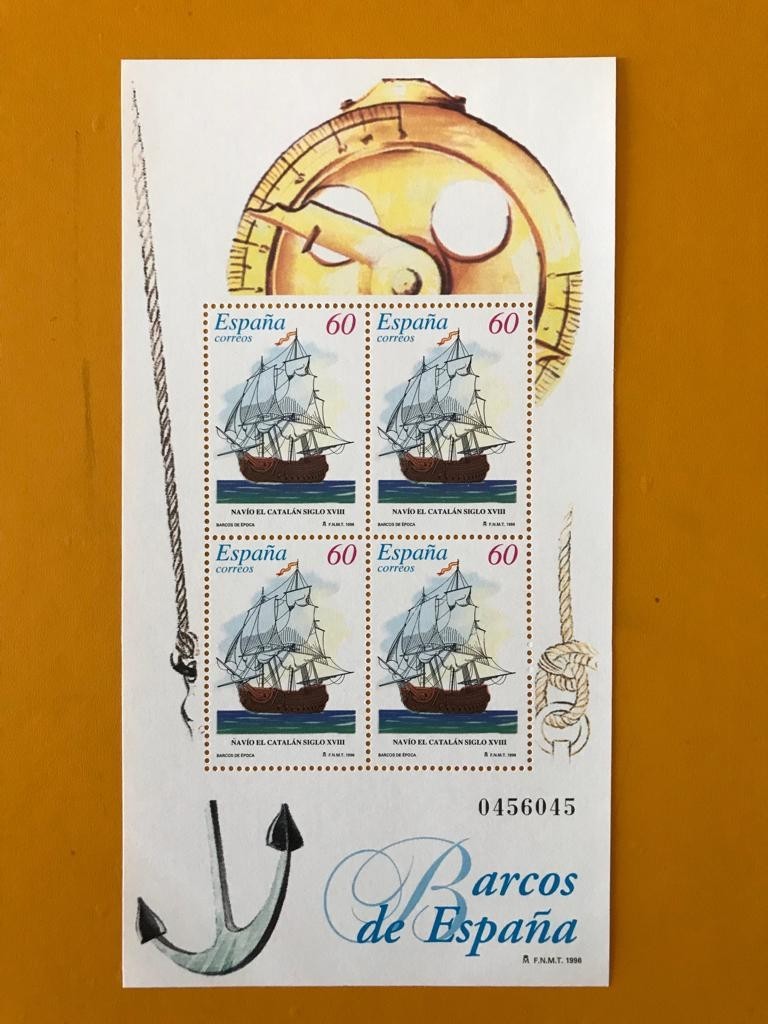 España 60
correos
NAVÍO EL CATALÁN SIGLO XVIII
BARCOS DE ÉPOCA F.N.M.T. 1996
España 60
correos
NAVÍO EL CATALÁN SIGLO XVIII
BARCOS DE ÉPOCA F.N.M.T. 1996
España 60
correos
NAVÍO EL CATALÁN SIGLO XVIII
BARCOS DE ÉPOCA F.N.M.T. 1996
España 60
correos
NAVÍO EL CATALÁN SIGLO XVIII
BARCOS DE ÉPOCA F.N.M.T. 1996
0456045
Barcos
de España
F.N.M.T. 1996